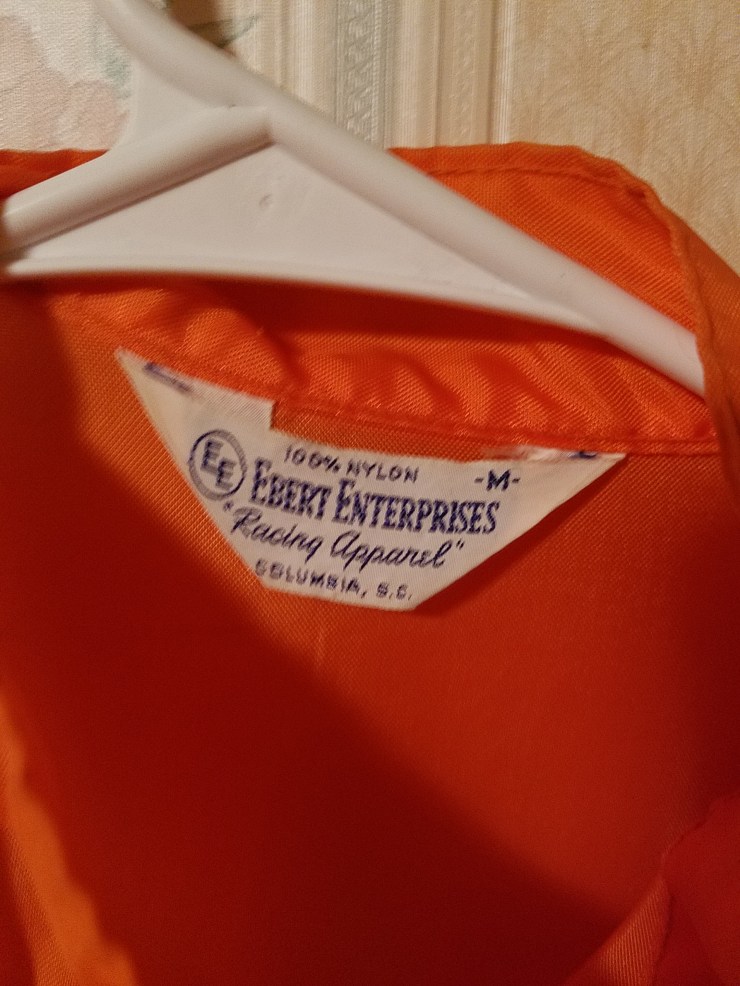 100% NYLON -M-
EE EBERT ENTERPRISES
"Racing Apparel"
COLUMBIA, S.C.